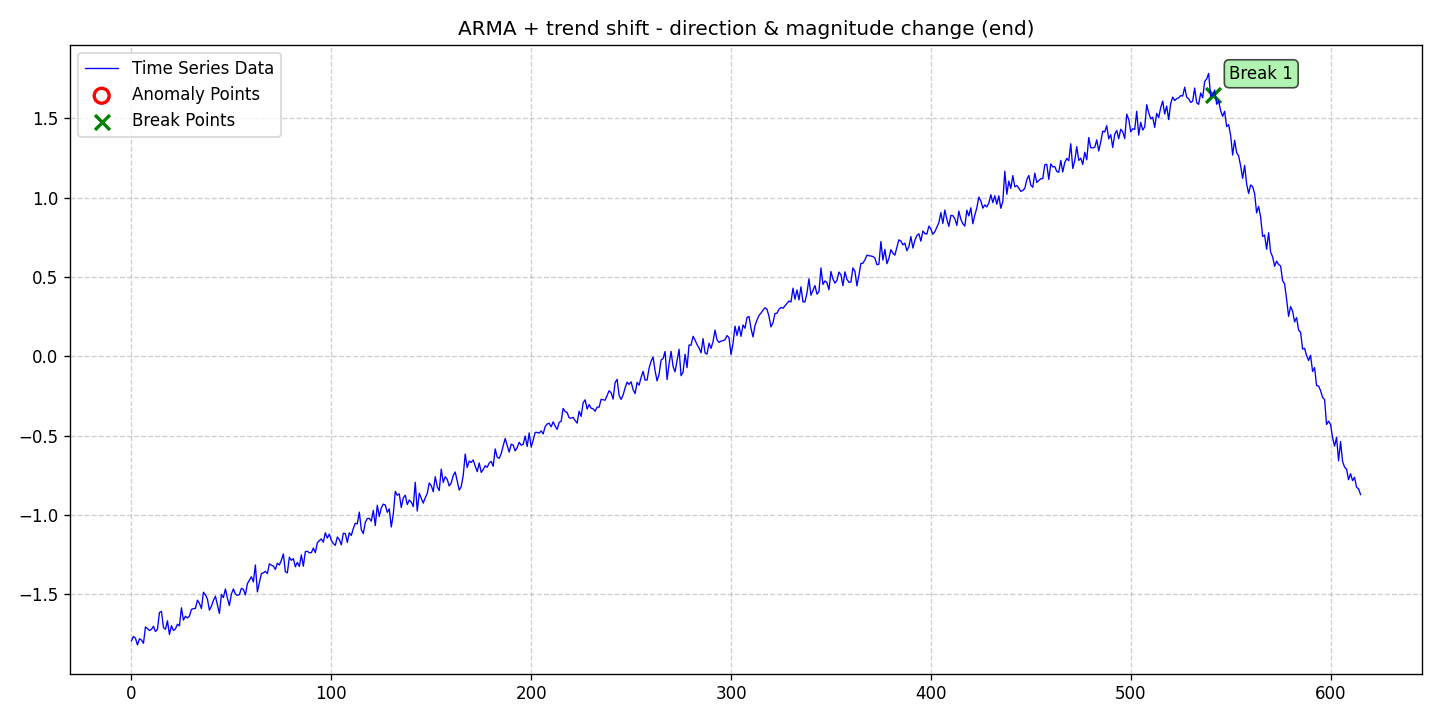 ARMA + trend shift - direction & magnitude change (end)
Time Series Data
Anomaly Points
Break Points
Break 1
1.5
1.0
0.5
0.0
−0.5
−1.0
−1.5
0 100 200 300 400 500 600